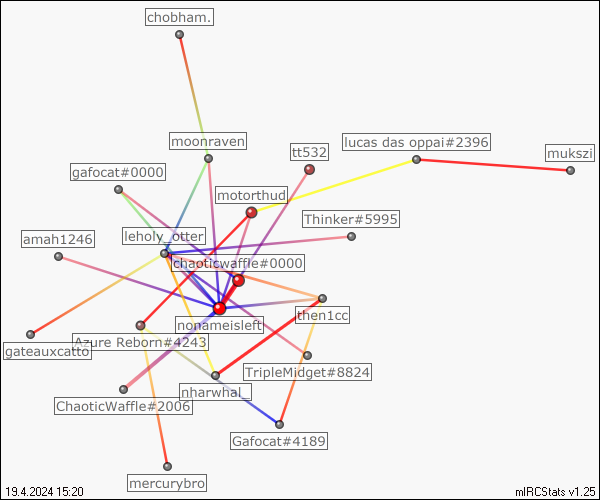 chobham.
moonraven
tt532
lucas das oppai#2396
mukszi
gafocat#0000
motorthud
Thinker#5995
amah1246
leholy_otter
chaoticwaffle#0000
nonameisleft
then1cc
Azure Reborn#4243
gateauxcatto
TripleMidget#8824
nharwhal_
ChaoticWaffle#2006
Gafocat#4189
mercurybro
19.4.2024 15:20
mIRCStats v1.25